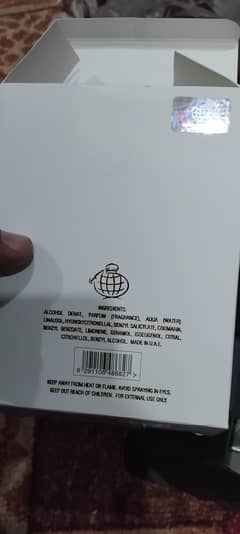 INGREDIENTS:
ALCOHOL DENAT., PARFUM (FRAGRANCE), AQUA (WATER)
LINALOOL, HYDROXYCITRONELLAL, BENZYL SALICYLATE, COUMARIN,
BENZYL BENZOATE, LIMONENE, GERANIOL, ISOEUGENOL, CITRAL,
CITRONELLOL, BENZYL ALCOHOL. MADE IN U.A.E.
KEEP AWAY FROM HEAT OR FLAME. AVOID SPRAYING IN EYES.
KEEP OUT REACH OF CHILDREN. FOR EXTERNAL USE ONLY.